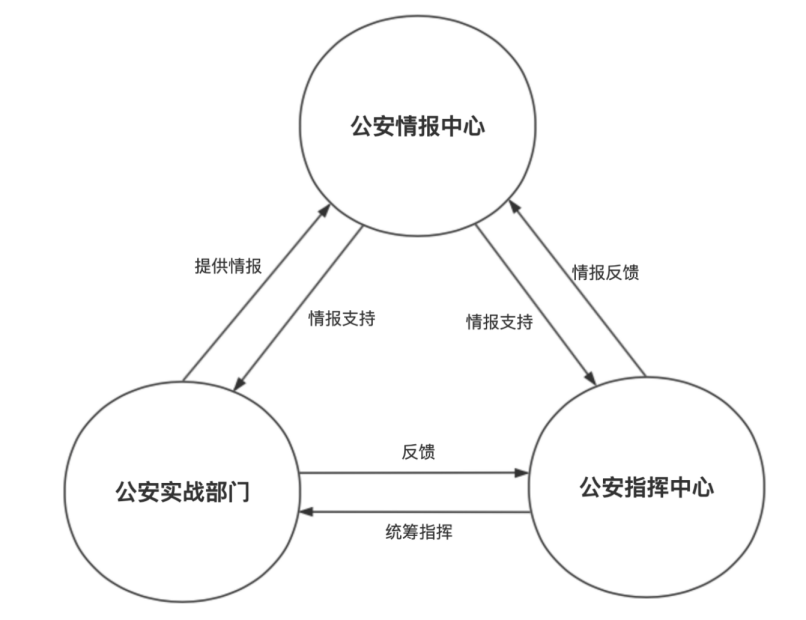 公安情报中心
提供情报
情报反馈
情报支持
情报支持
反馈
公安实战部门
公安指挥中心
统筹指挥